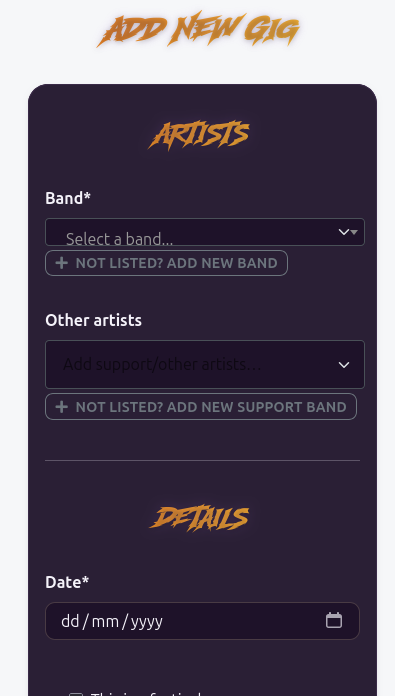 Add New Gig
Artists
Band*
Select a band...
+ NOT LISTED? ADD NEW BAND
Other artists
Add support/other artists...
+ NOT LISTED? ADD NEW SUPPORT BAND
Details
Date*
dd/mm/yyyy